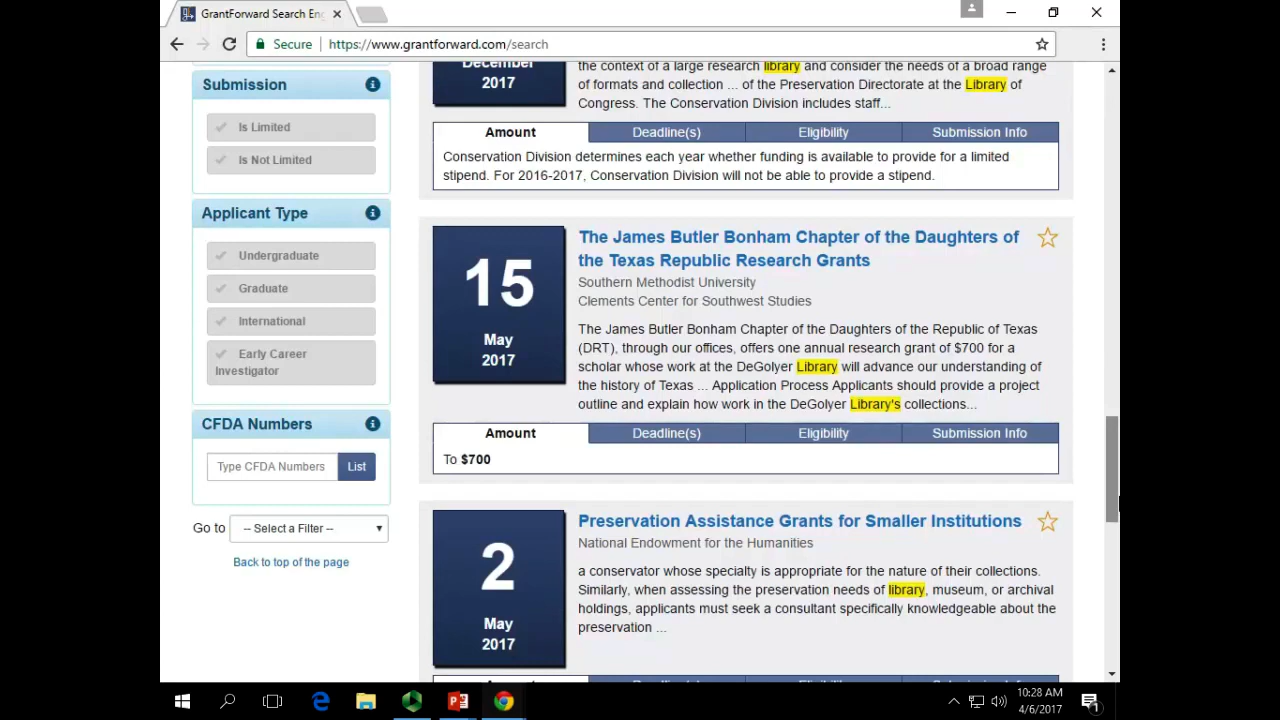 GrantForward Search Eng
Secure
https://www.grantforward.com/search
Submission
Is Limited
Is Not Limited
Applicant Type
Undergraduate
Graduate
International
Early Career
Investigator
CFDA Numbers
Type CFDA Numbers
List
Go to
-- Select a Filter --
Back to top of the page
December
2017
the context of a large research library and consider the needs of a broad range
of formats and collection ... of the Preservation Directorate at the Library of
Congress. The Conservation Division includes staff...
Amount Deadline(s) Eligibility Submission Info
Conservation Division determines each year whether funding is available to provide for a limited
stipend. For 2016-2017, Conservation Division will not be able to provide a stipend.
15
May
2017
The James Butler Bonham Chapter of the Daughters of
the Texas Republic Research Grants
Southern Methodist University
Clements Center for Southwest Studies
The James Butler Bonham Chapter of the Daughters of the Republic of Texas
(DRT), through our offices, offers one annual research grant of $700 for a
scholar whose work at the DeGolyer Library will advance our understanding of
the history of Texas ... Application Process Applicants should provide a project
outline and explain how work in the DeGolyer Library's collections...
Amount Deadline(s) Eligibility Submission Info
To $700
2
May
2017
Preservation Assistance Grants for Smaller Institutions
National Endowment for the Humanities
a conservator whose specialty is appropriate for the nature of their collections.
Similarly, when assessing the preservation needs of library, museum, or archival
holdings, applicants must seek a consultant specifically knowledgeable about the
preservation ...
10:28 AM
4/6/2017